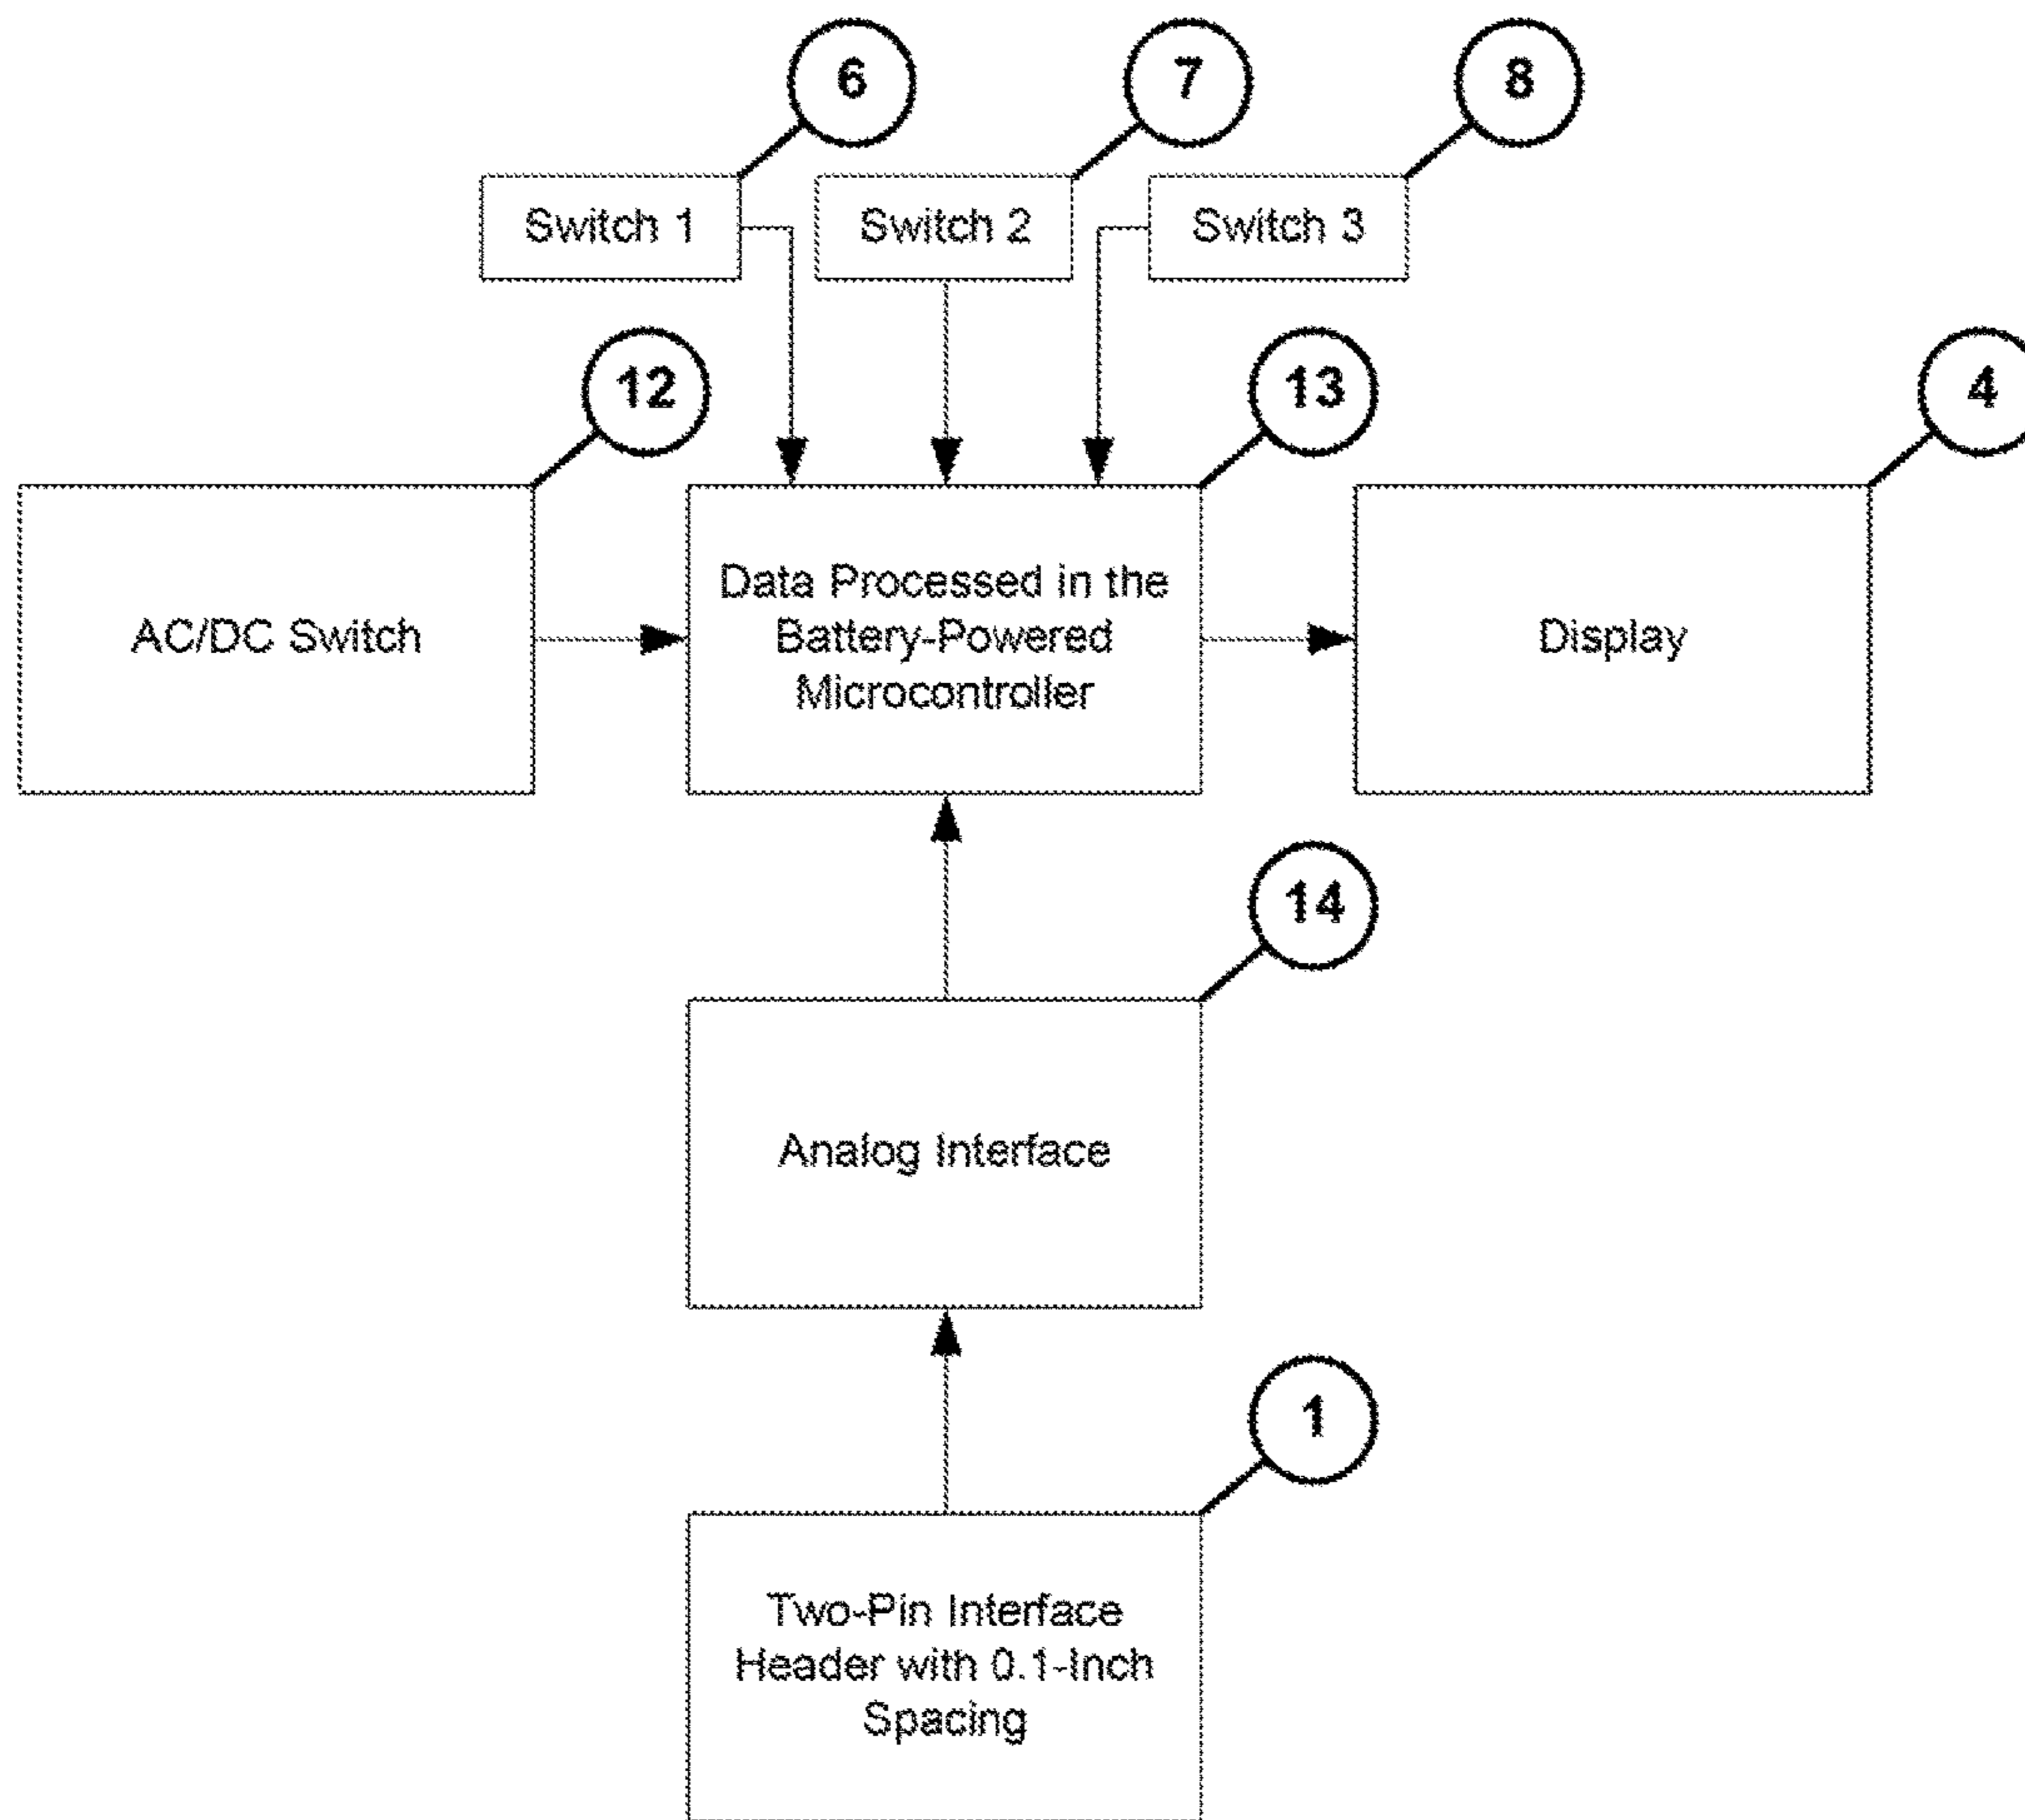 6
7
8
Switch 1
Switch 2
Switch 3
12
13
4
AC/DC Switch
Data Processed in the
Battery-Powered
Microcontroller
Display
14
Analog Interface
1
Two-Pin Interface
Header with 0.1-Inch
Spacing